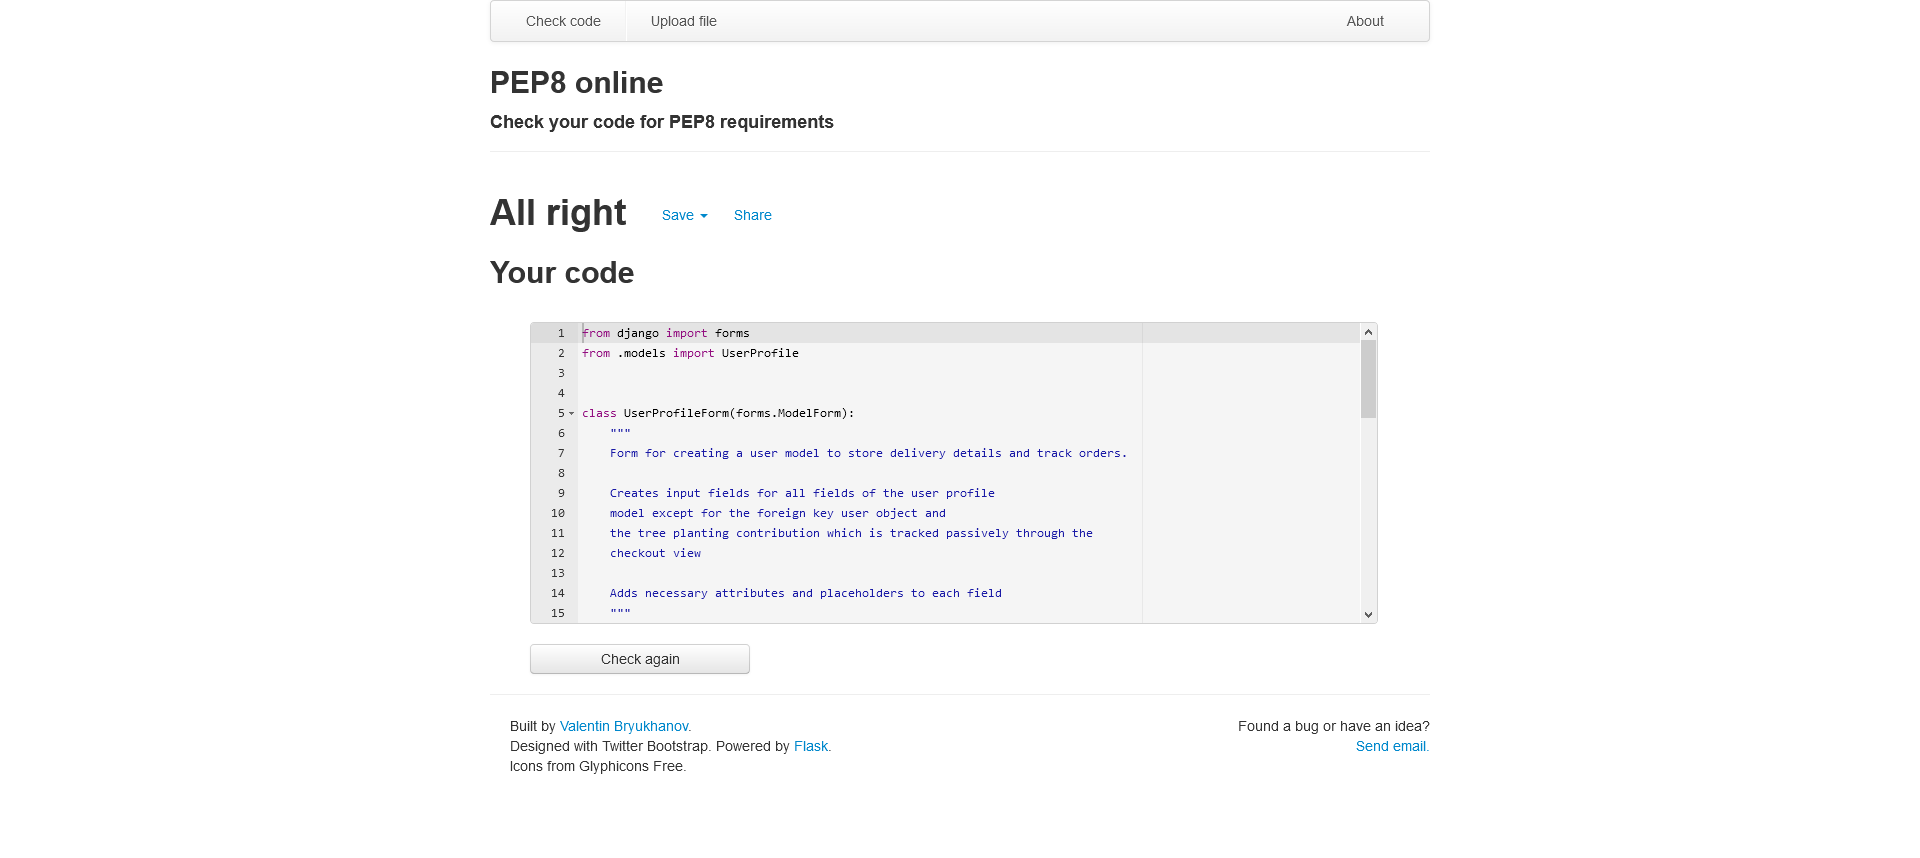 Check code Upload file About
PEP8 online
Check your code for PEP8 requirements
All right Save Share
Your code
1 from django import forms
2 from .models import UserProfile
3
4
5 class UserProfileForm(forms.ModelForm):
6 """
7 Form for creating a user model to store delivery details and track orders.
8
9 Creates input fields for all fields of the user profile
10 model except for the foreign key user object and
11 the tree planting contribution which is tracked passively through the
12 checkout view
13
14 Adds necessary attributes and placeholders to each field
15 """
Check again
Built by Valentin Bryukhanov. Found a bug or have an idea?
Designed with Twitter Bootstrap. Powered by Flask. Send email.
Icons from Glyphicons Free.